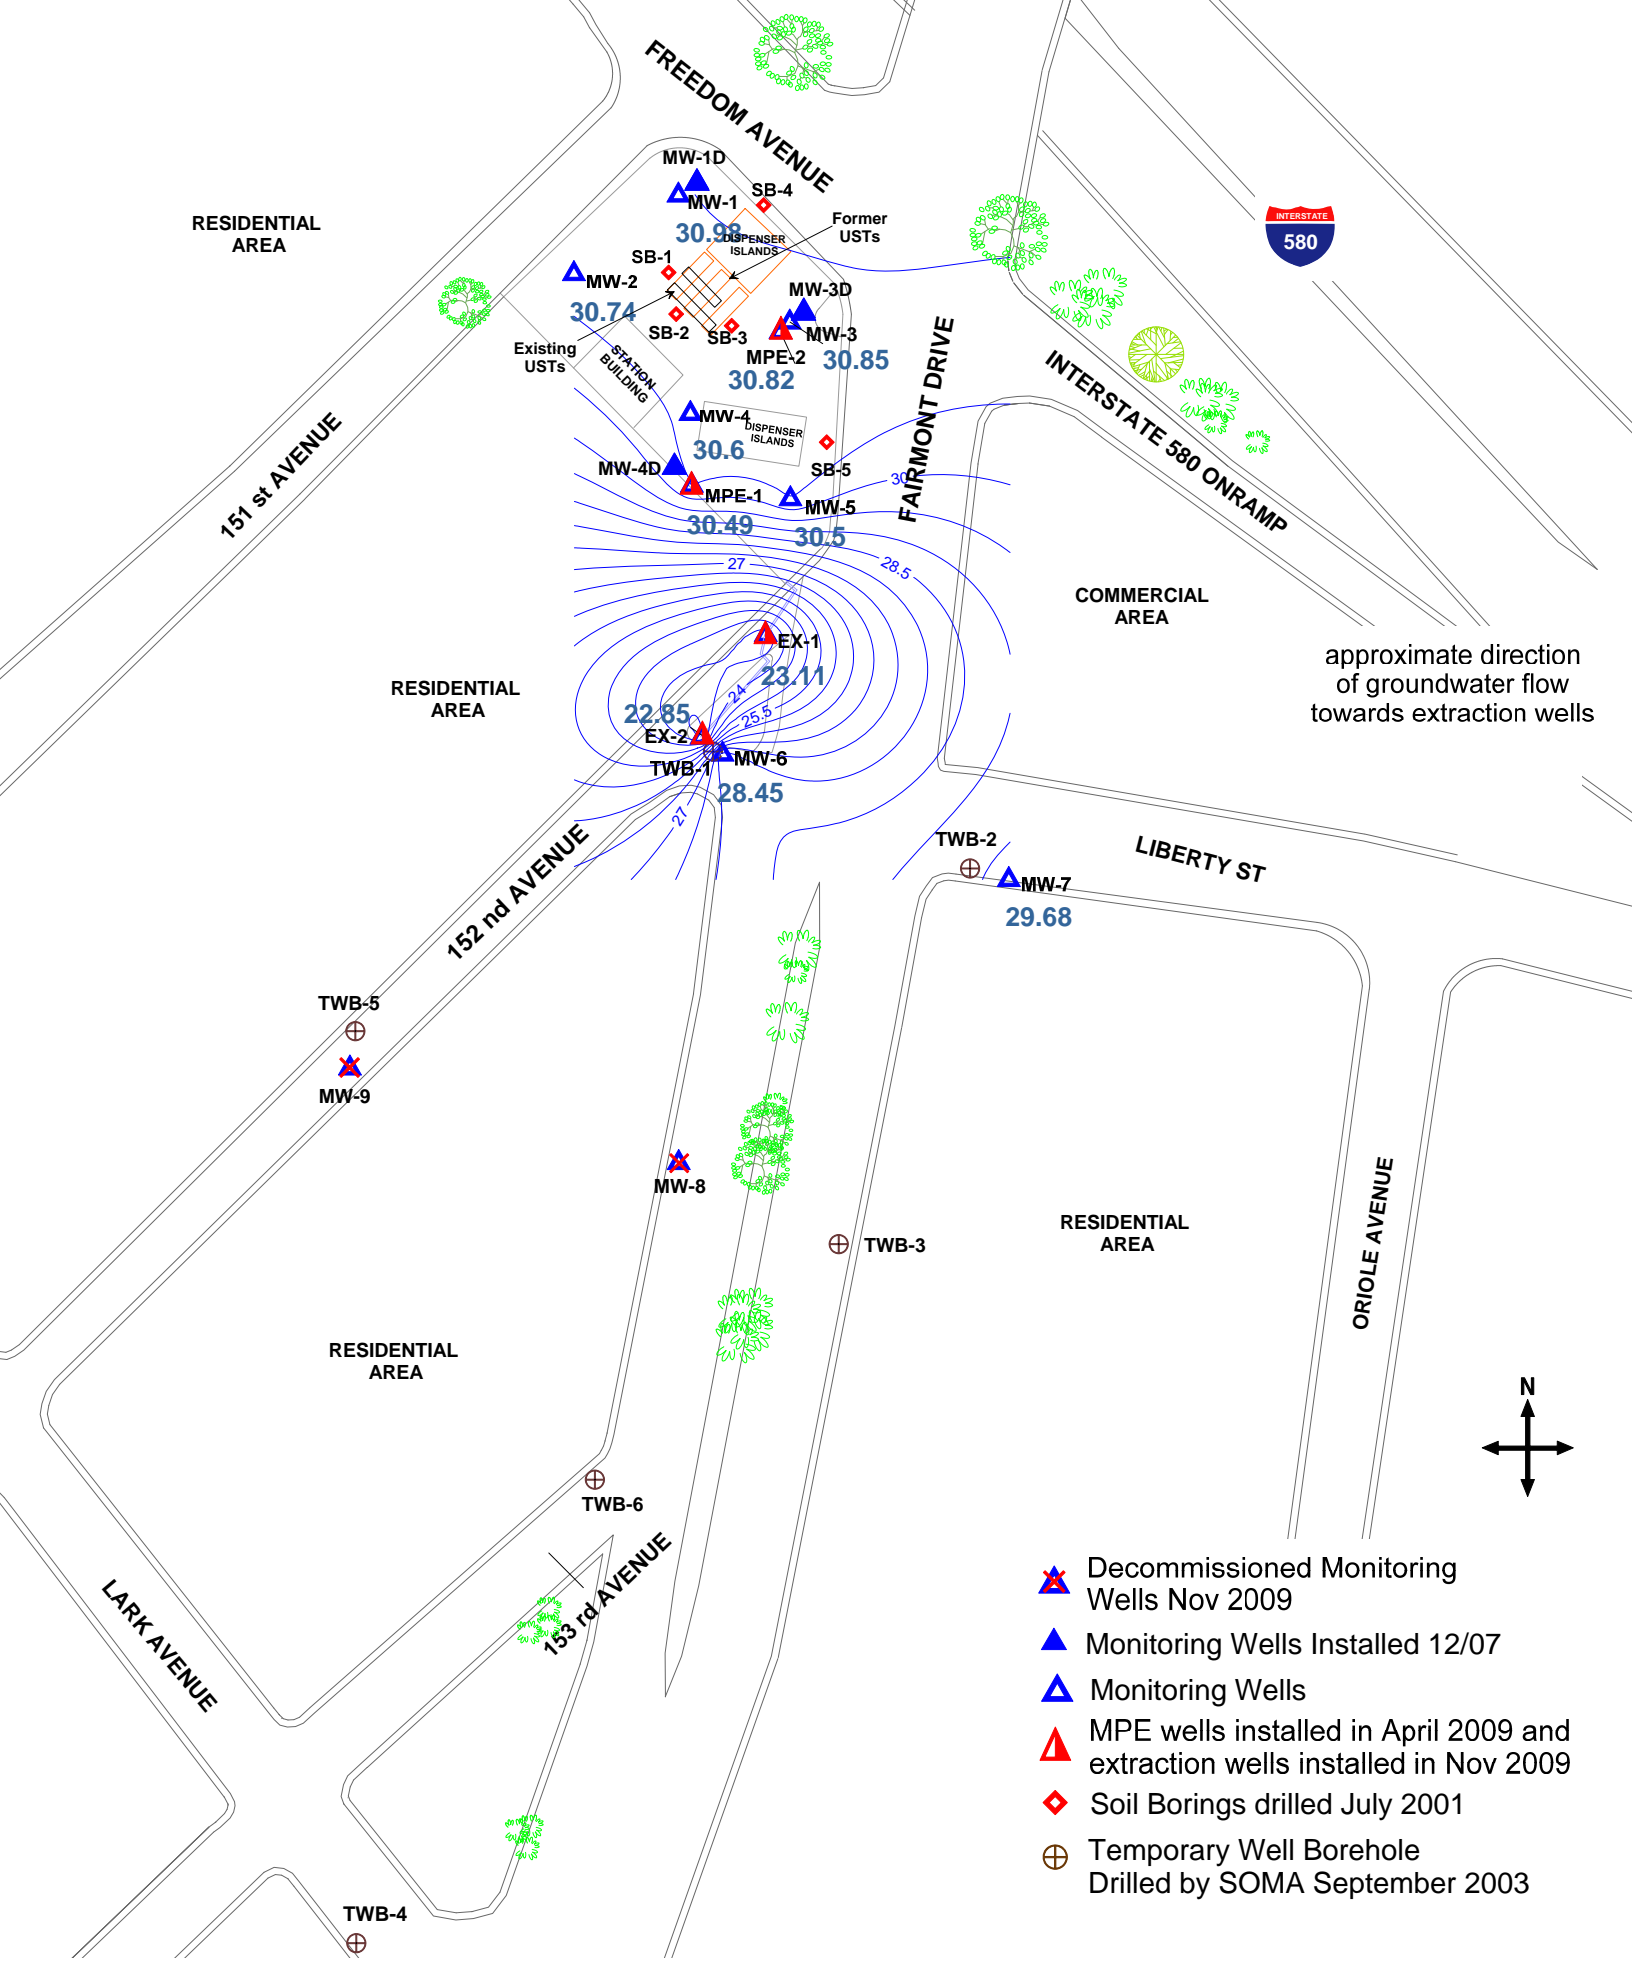 FREEDOM AVENUE
MW-1D
MW-1
SB-4
30.98
Former
USTs
DISPENSER
ISLANDS
RESIDENTIAL
AREA
INTERSTATE
580
SB-1
MW-2
30.74
MW-3D
SB-2
SB-3
MW-3
MPE-2
30.85
30.82
Existing
USTs
STATION
BUILDING
FAIRMONT DRIVE
INTERSTATE 580 ONRAMP
151 st AVENUE
MW-4
DISPENSER
ISLANDS
30.6
MW-4D
SB-5
30
MPE-1
MW-5
30.49
30.5
27
28.5
COMMERCIAL
AREA
EX-1
23.11
approximate direction
of groundwater flow
towards extraction wells
RESIDENTIAL
AREA
24
25.5
22.85
EX-2
TWB-1
MW-6
28.45
27
152 nd AVENUE
TWB-2
LIBERTY ST
MW-7
29.68
TWB-5
MW-9
MW-8
TWB-3
RESIDENTIAL
AREA
ORIOLE AVENUE
RESIDENTIAL
AREA
N
TWB-6
153 rd AVENUE
LARK AVENUE
TWB-4
Decommissioned Monitoring
Wells Nov 2009
Monitoring Wells Installed 12/07
Monitoring Wells
MPE wells installed in April 2009 and
extraction wells installed in Nov 2009
Soil Borings drilled July 2001
Temporary Well Borehole
Drilled by SOMA September 2003